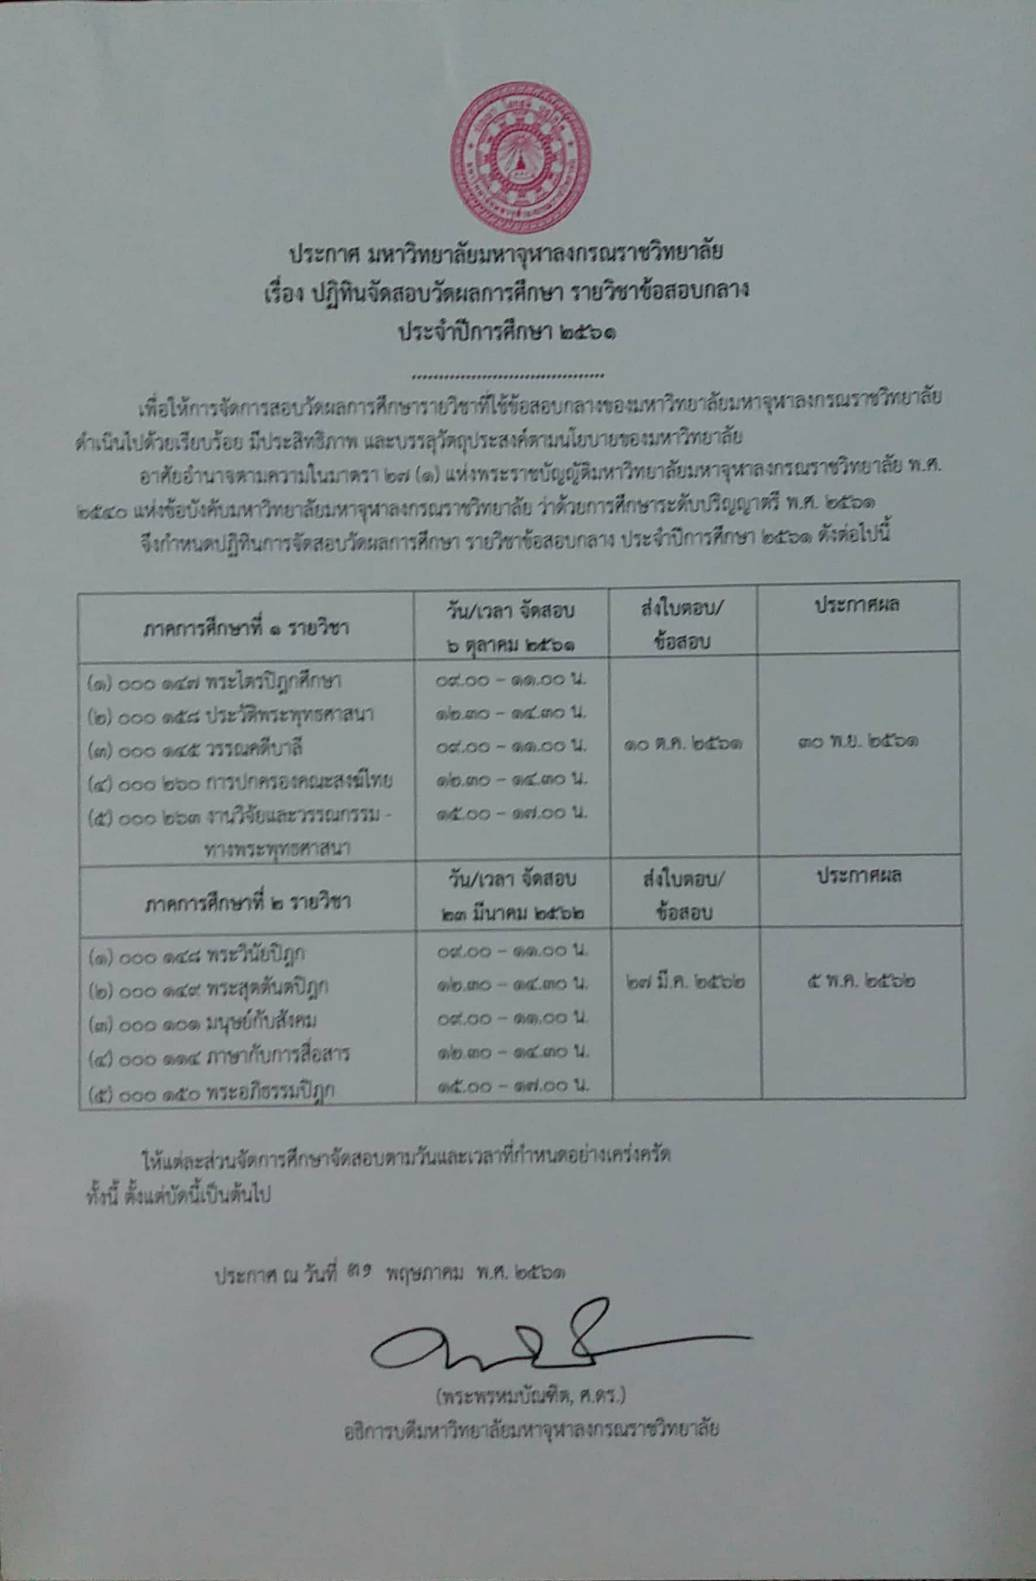 ประกาศ มหาวิทยาลัยมหาจุฬาลงกรณราชวิทยาลัย
เรื่อง ปฏิทินจัดสอบวัดผลการศึกษา รายวิชาข้อสอบกลาง
ประจำปีการศึกษา ๒๕๖๑
....................................
เพื่อให้การจัดการสอบวัดผลการศึกษารายวิชาที่ใช้ข้อสอบกลางของมหาวิทยาลัยมหาจุฬาลงกรณราชวิทยาลัย
ดำเนินไปด้วยเรียบร้อย มีประสิทธิภาพ และบรรลุวัตถุประสงค์ตามนโยบายของมหาวิทยาลัย
อาศัยอำนาจตามความในมาตรา ๒๗ (๑) แห่งพระราชบัญญัติมหาวิทยาลัยมหาจุฬาลงกรณราชวิทยาลัย พ.ศ.
๒๕๔๐ แห่งข้อบังคับมหาวิทยาลัยมหาจุฬาลงกรณราชวิทยาลัย ว่าด้วยการศึกษาระดับปริญญาตรี พ.ศ. ๒๕๖๑
จึงกำหนดปฏิทินการจัดสอบวัดผลการศึกษา รายวิชาข้อสอบกลาง ประจำปีการศึกษา ๒๕๖๑ ดังต่อไปนี้
ภาคการศึกษาที่ ๑ รายวิชา วัน/เวลา จัดสอบ ส่งใบตอบ/ ประกาศผล
๖ ตุลาคม ๒๕๖๑ ข้อสอบ
(๑) ๐๐๐ ๑๔๗ พระไตรปิฎกศึกษา ๐๙.๐๐ – ๑๑.๐๐ น.
(๒) ๐๐๐ ๑๕๘ ประวัติพระพุทธศาสนา ๑๒.๓๐ – ๑๔.๓๐ น.
(๓) ๐๐๐ ๑๔๕ วรรณคดีบาลี ๐๙.๐๐ – ๑๑.๐๐ น. ๑๐ ต.ค. ๒๕๖๑ ๓๐ พ.ย. ๒๕๖๑
(๔) ๐๐๐ ๒๖๐ การปกครองคณะสงฆ์ไทย ๑๒.๓๐ – ๑๔.๓๐ น.
(๕) ๐๐๐ ๒๖๓ งานวิจัยและวรรณกรรม - ๑๕.๐๐ – ๑๗.๐๐ น.
ทางพระพุทธศาสนา
ภาคการศึกษาที่ ๒ รายวิชา วัน/เวลา จัดสอบ ส่งใบตอบ/ ประกาศผล
๒๓ มีนาคม ๒๕๖๒ ข้อสอบ
(๑) ๐๐๐ ๑๔๘ พระวินัยปิฎก ๐๙.๐๐ – ๑๑.๐๐ น.
(๒) ๐๐๐ ๑๔๙ พระสุตตันตปิฎก ๑๒.๓๐ – ๑๔.๓๐ น. ๒๗ มี.ค. ๒๕๖๒ ๕ พ.ค. ๒๕๖๒
(๓) ๐๐๐ ๑๐๑ มนุษย์กับสังคม ๐๙.๐๐ – ๑๑.๐๐ น.
(๔) ๐๐๐ ๑๑๔ ภาษากับการสื่อสาร ๑๒.๓๐ – ๑๔.๓๐ น.
(๕) ๐๐๐ ๑๕๐ พระอภิธรรมปิฎก ๑๕.๐๐ – ๑๗.๐๐ น.
ให้แต่ละส่วนจัดการศึกษาจัดสอบตามวันและเวลาที่กำหนดอย่างเคร่งครัด
ทั้งนี้ ตั้งแต่บัดนี้เป็นต้นไป
ประกาศ ณ วันที่ ๓๑ พฤษภาคม พ.ศ. ๒๕๖๑
(พระพรหมบัณฑิต, ศ.ดร.)
อธิการบดีมหาวิทยาลัยมหาจุฬาลงกรณราชวิทยาลัย